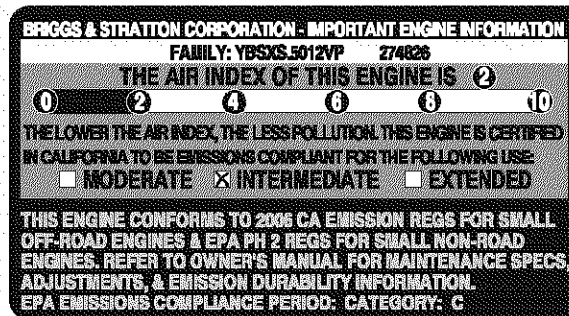 BRIGGS & STRATTON CORPORATION - IMPORTANT ENGINE INFORMATION
FAMILY: YBSXS.5012VP 274826
THE AIR INDEX OF THIS ENGINE IS 2
0 2 4 6 8 10
THE LOWER THE AIR INDEX, THE LESS POLLUTION. THIS ENGINE IS CERTIFIED
IN CALIFORNIA TO BE EMISSIONS COMPLIANT FOR THE FOLLOWING USE:
MODERATE INTERMEDIATE EXTENDED
THIS ENGINE CONFORMS TO 2006 CA EMISSION REGS FOR SMALL
OFF-ROAD ENGINES & EPA PH 2 REGS FOR SMALL NON-ROAD
ENGINES. REFER TO OWNER'S MANUAL FOR MAINTENANCE SPECS,
ADJUSTMENTS, & EMISSION DURABILITY INFORMATION.
EPA EMISSIONS COMPLIANCE PERIOD: CATEGORY: C